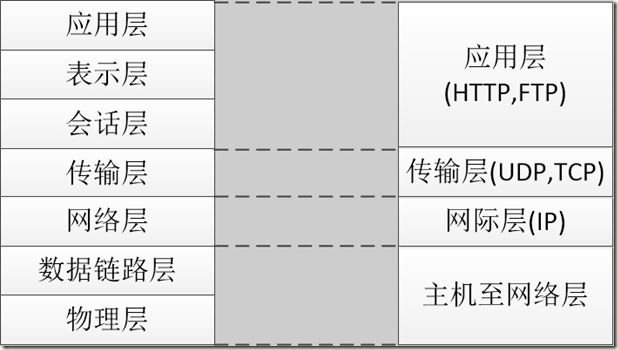 应用层
表示层
会话层
传输层
网络层
数据链路层
物理层
应用层
(HTTP,FTP)
传输层(UDP,TCP)
网际层(IP)
主机至网络层